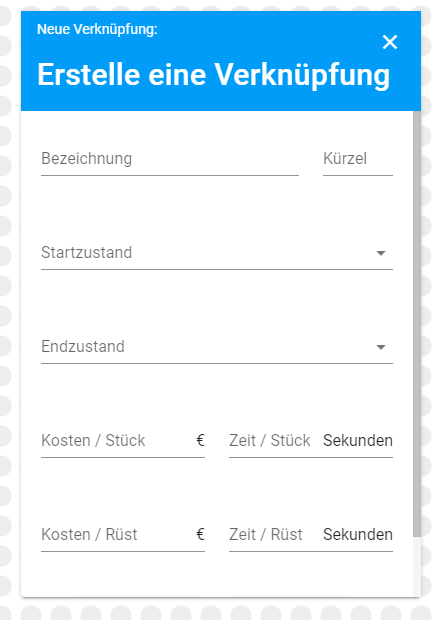 Neue Verknüpfung:
Erstelle eine Verknüpfung
Bezeichnung Kürzel
Startzustand
Endzustand
Kosten / Stück € Zeit / Stück Sekunden
Kosten / Rüst € Zeit / Rüst Sekunden